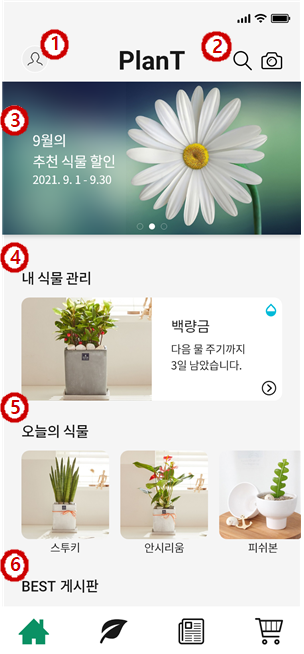 1
2
PlanT
3
9월의
추천 식물 할인
2021. 9. 1 - 9.30
4
내 식물 관리
백량금
다음 물 주기까지
3일 남았습니다.
5
오늘의 식물
스투키
안시리움
피쉬본
6
BEST 게시판